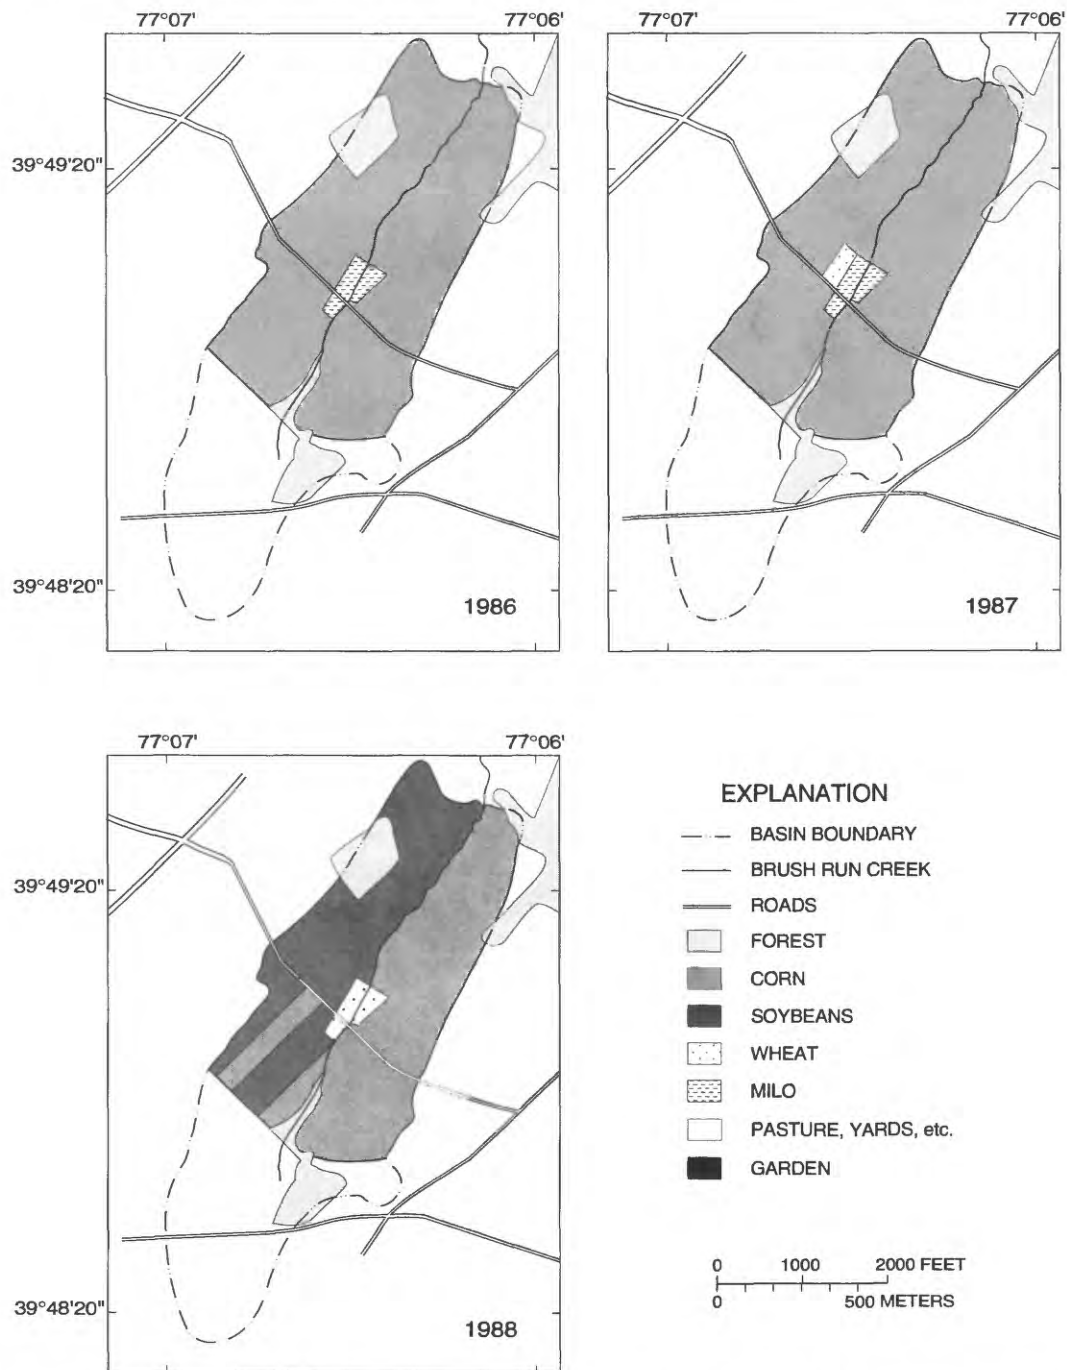 77°07' 77°06'
77°07' 77°06'
39°49'20"
39°48'20"
1986
1987
77°07' 77°06'
39°49'20"
39°48'20"
1988
EXPLANATION
BASIN BOUNDARY
BRUSH RUN CREEK
ROADS
FOREST
CORN
SOYBEANS
WHEAT
MILO
PASTURE, YARDS, etc.
GARDEN
0 1000 2000 FEET
0 500 METERS